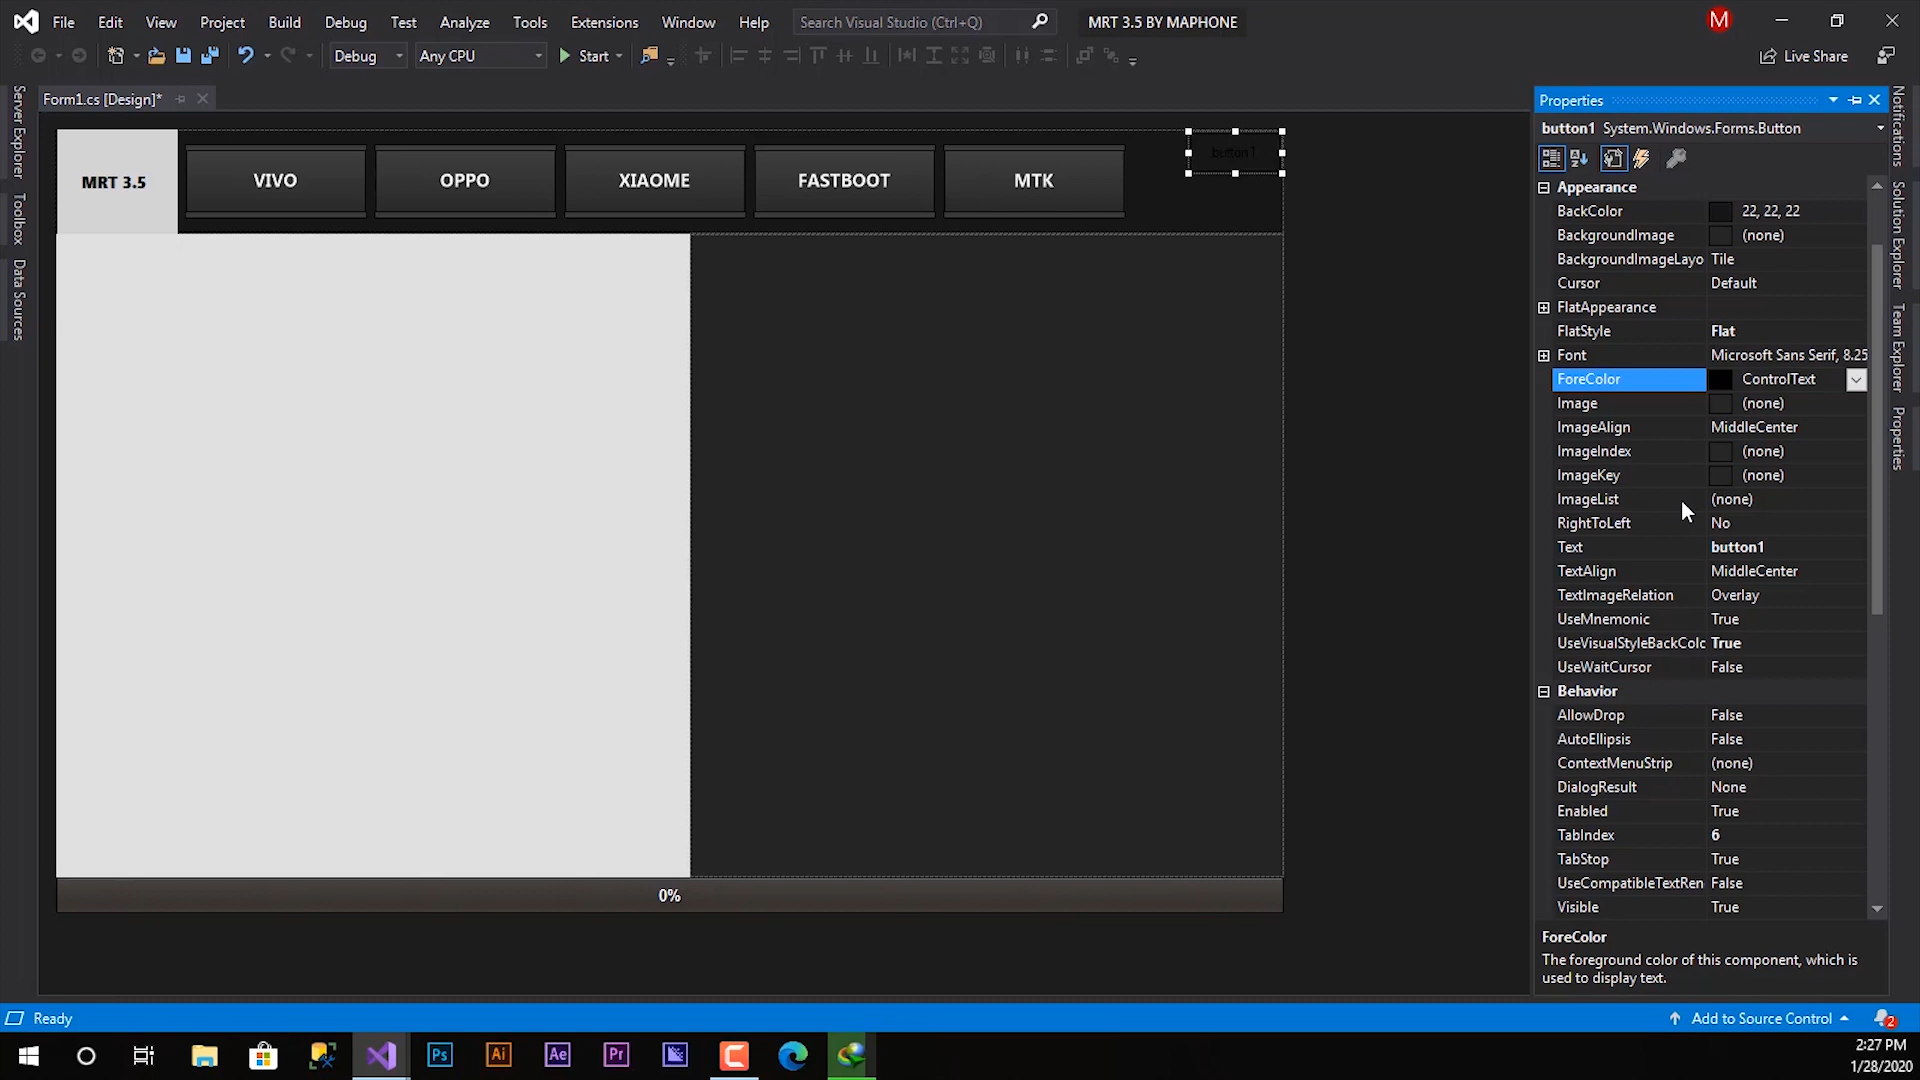 File Edit View Project Build Debug Test Analyze Tools Extensions Window Help Search Visual Studio (Ctrl+Q) MRT 3.5 BY MAPHONE M
Debug Any CPU Start Live Share
Form1.cs [Design]*
Server Explorer
Toolbox
Data Sources
MRT 3.5 VIVO OPPO XIAOME FASTBOOT MTK button1
0%
Properties
button1 System.Windows.Forms.Button
Appearance
BackColor 22, 22, 22
BackgroundImage (none)
BackgroundImageLayo Tile
Cursor Default
FlatAppearance
FlatStyle Flat
Font Microsoft Sans Serif, 8.25
ForeColor ControlText
Image (none)
ImageAlign MiddleCenter
ImageIndex (none)
ImageKey (none)
ImageList (none)
RightToLeft No
Text button1
TextAlign MiddleCenter
TextImageRelation Overlay
UseMnemonic True
UseVisualStyleBackColc True
UseWaitCursor False
Behavior
AllowDrop False
AutoEllipsis False
ContextMenuStrip (none)
DialogResult None
Enabled True
TabIndex 6
TabStop True
UseCompatibleTextRen False
Visible True
ForeColor
The foreground color of this component, which is
used to display text.
Notifications
Solution Explorer
Team Explorer
Properties
Ready Add to Source Control 2
Ps Ai Ae Pr
2:27 PM
1/28/2020